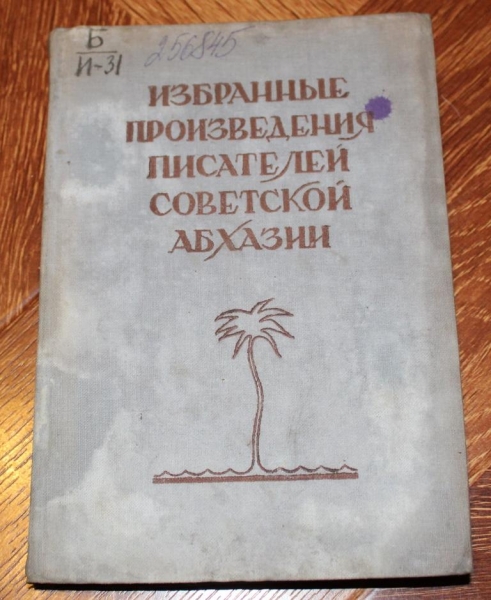 Б
И-31
256845
ИЗБРАННЫЕ
ПРОИЗВЕДЕНИЯ
ПИСАТЕЛЕЙ
СОВЕТСКОЙ
АБХАЗИИ